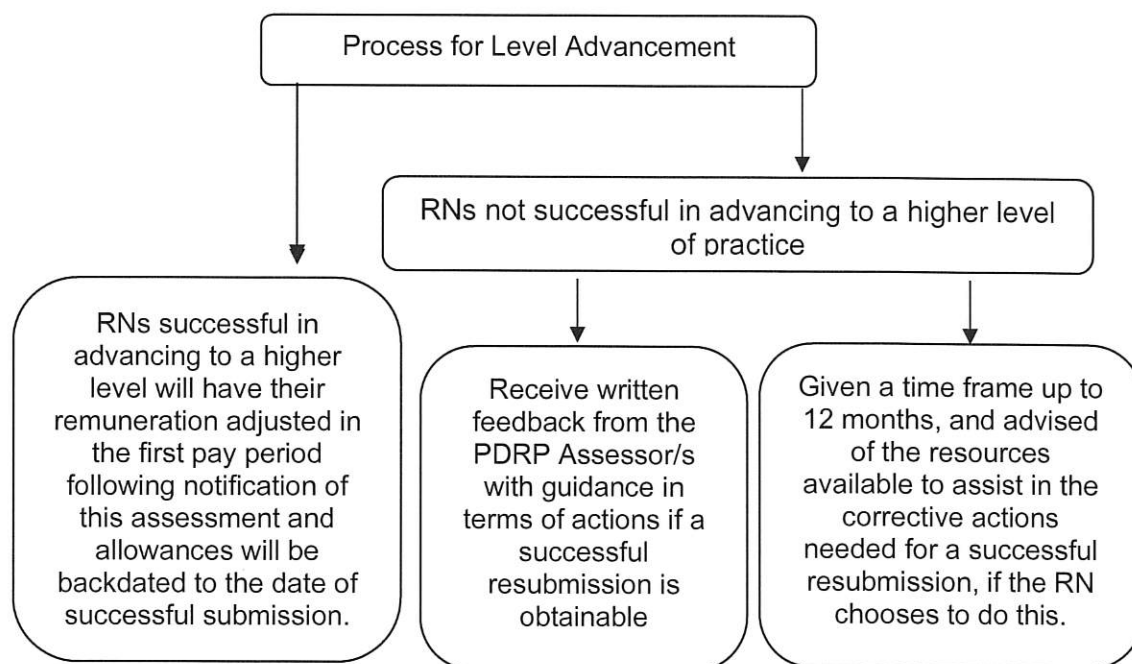 Process for Level Advancement
RNs not successful in advancing to a higher level
of practice
RNs successful in
advancing to a higher
level will have their
remuneration adjusted in
the first pay period
following notification of
this assessment and
allowances will be
backdated to the date of
successful submission.
Receive written
feedback from the
PDRP Assessor/s
with guidance in
terms of actions if a
successful
resubmission is
obtainable
Given a time frame up to
12 months, and advised
of the resources
available to assist in the
corrective actions
needed for a successful
resubmission, if the RN
chooses to do this.